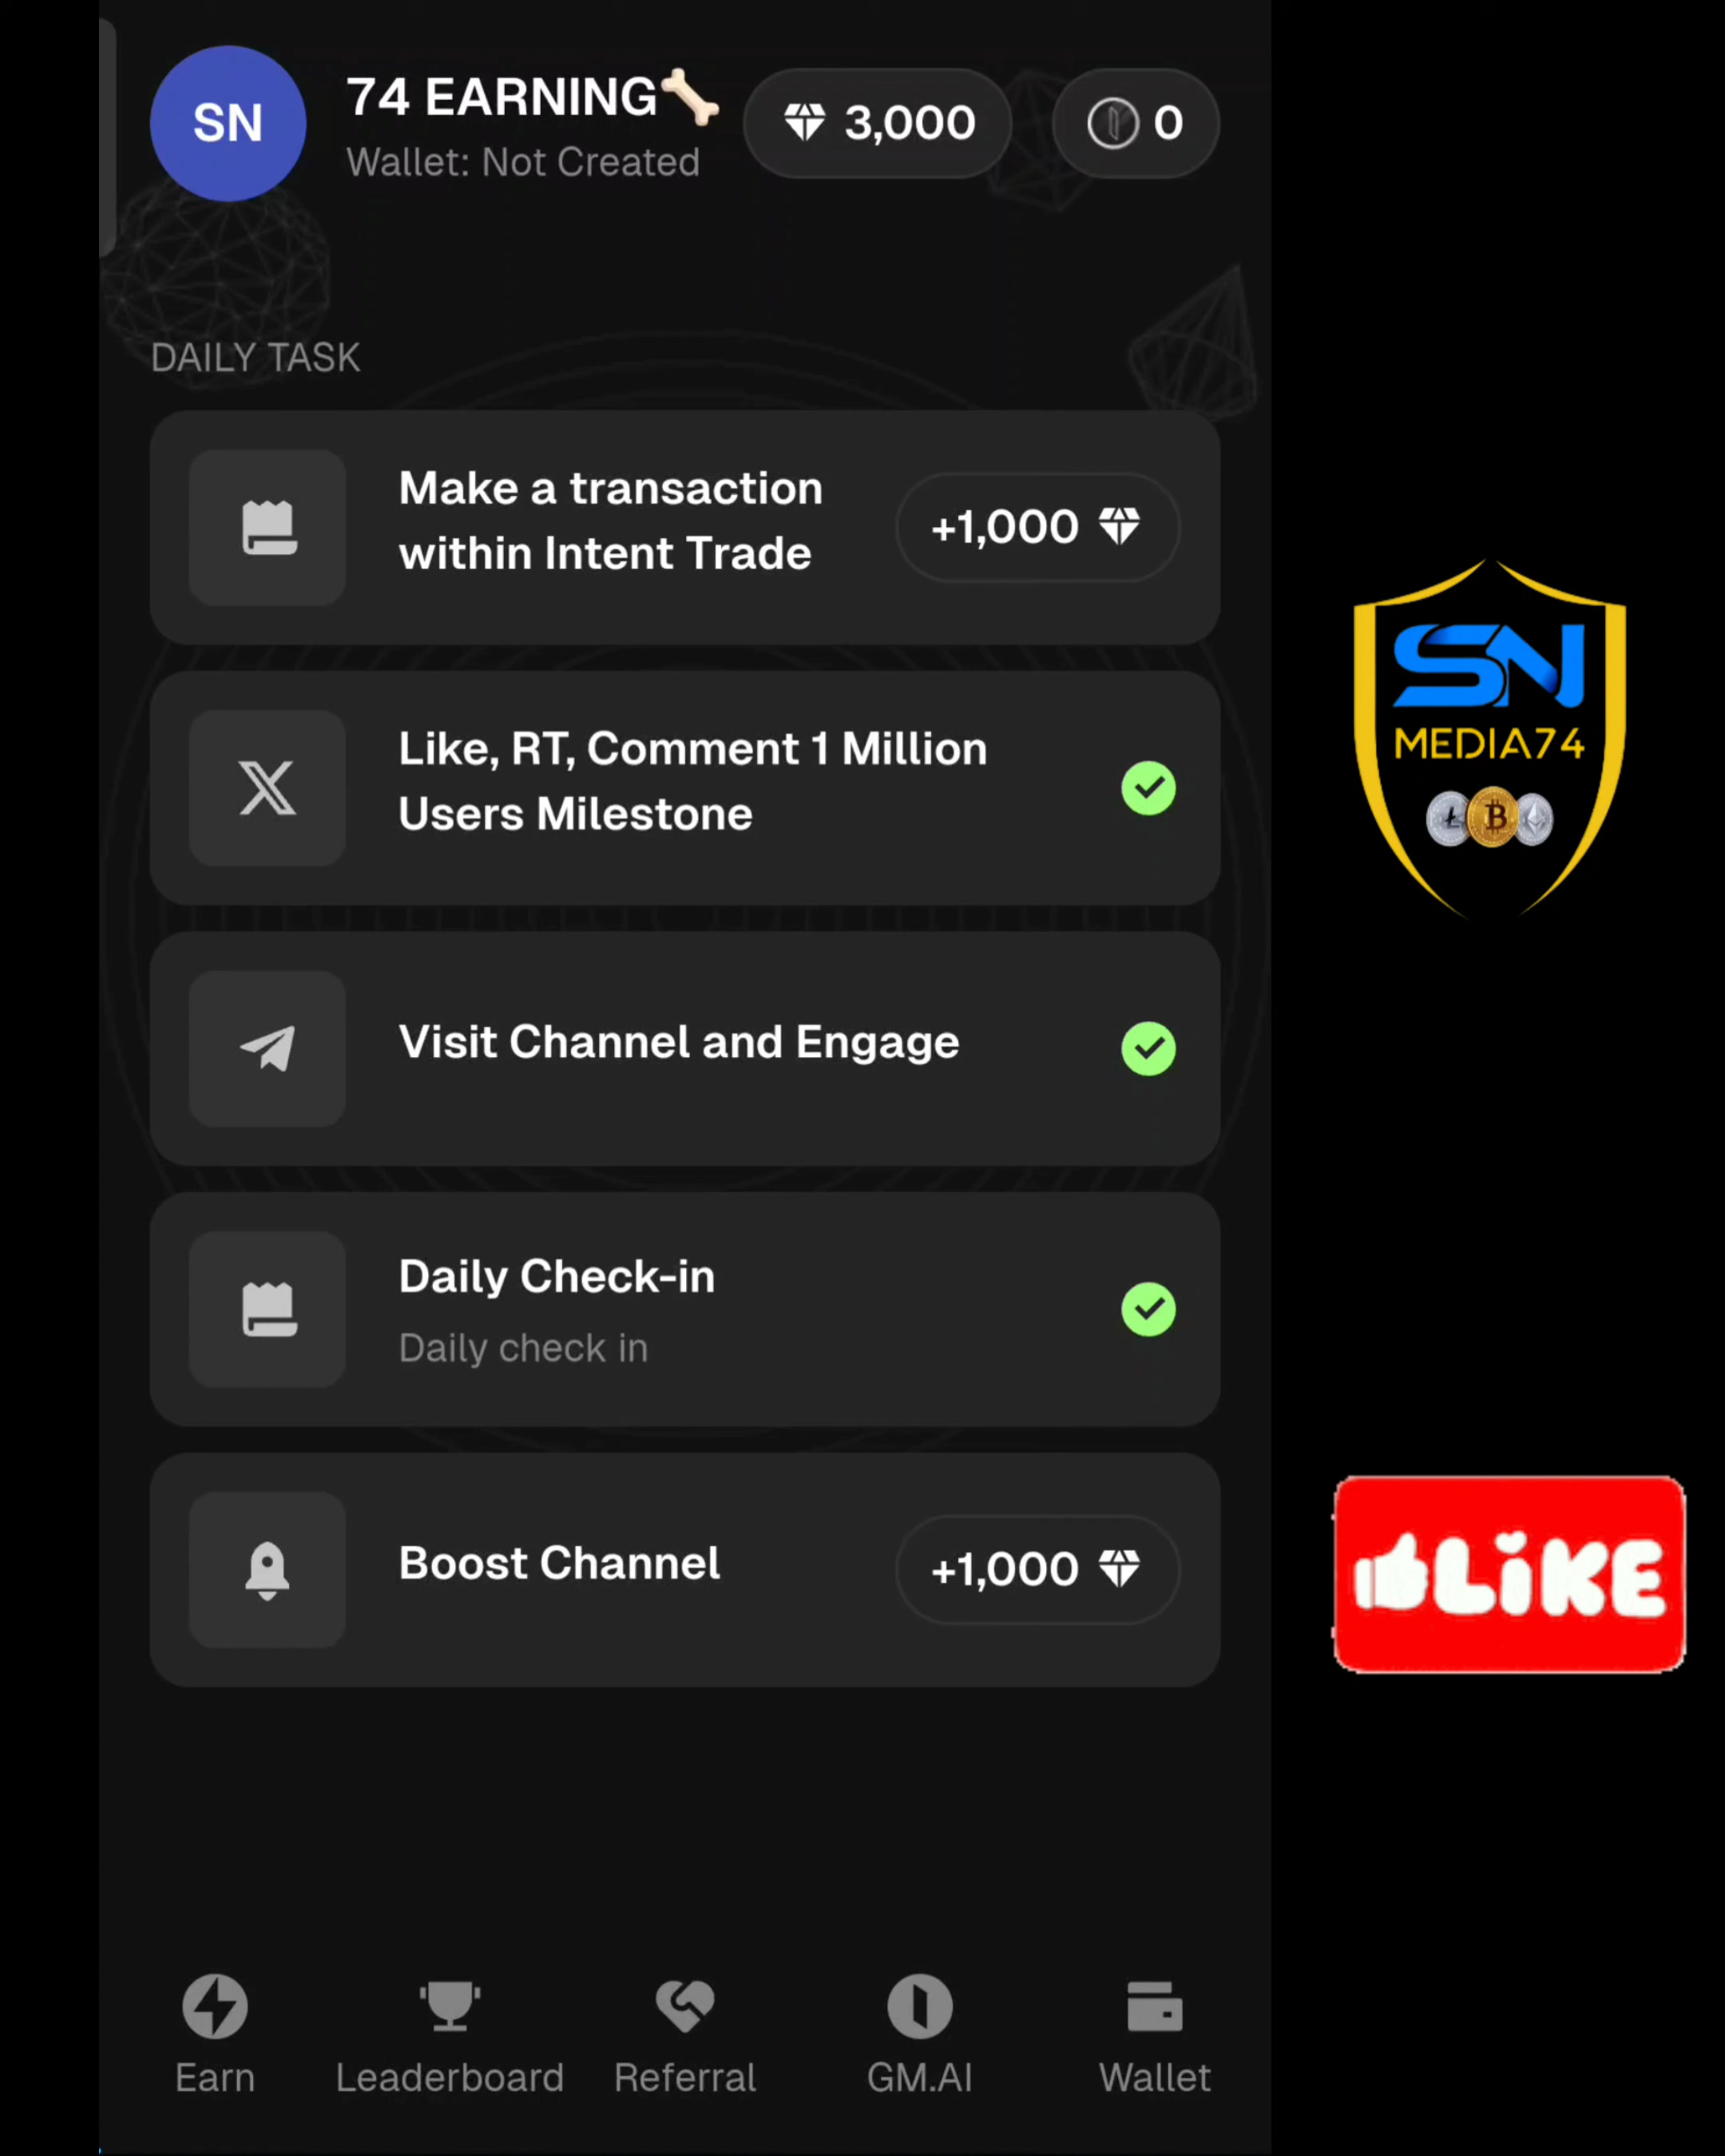 SN
74 EARNING🦴
Wallet: Not Created
3,000
0
DAILY TASK
Make a transaction
within Intent Trade
+1,000
Like, RT, Comment 1 Million
Users Milestone
Visit Channel and Engage
Daily Check-in
Daily check in
Boost Channel
+1,000
Earn
Leaderboard
Referral
GM.AI
Wallet
SN
MEDIA74
LiKE